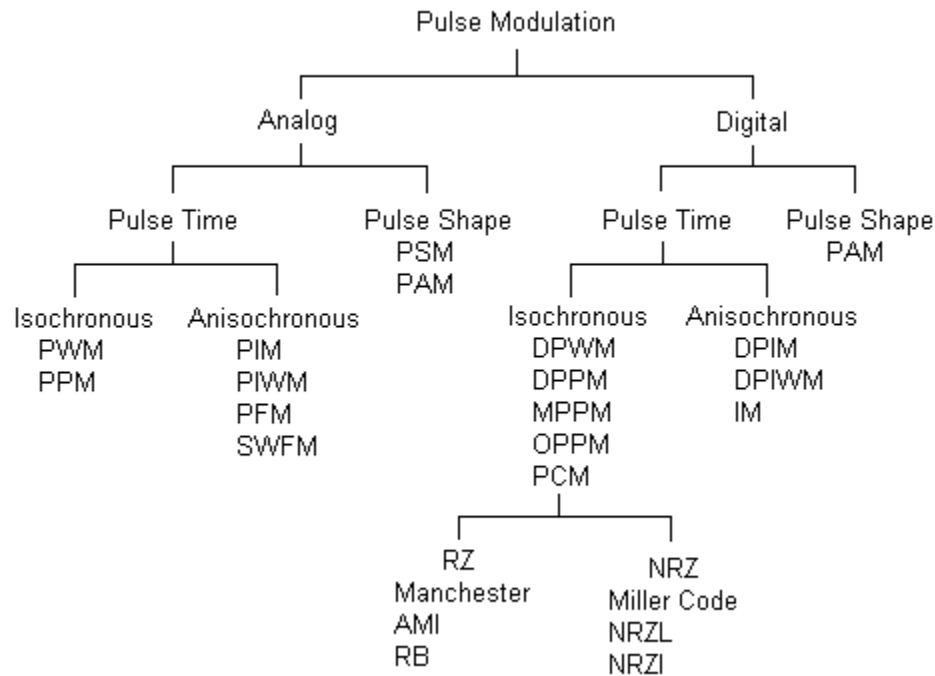 Pulse Modulation
Analog
Digital
Pulse Time
Pulse Shape
PSM
PAM
Pulse Time
Pulse Shape
PAM
Isochronous
PWM
PPM
Anisochronous
PIM
PIWM
PFM
SWFM
Isochronous
DPWM
DPPM
MPPM
OPPM
PCM
Anisochronous
DPIM
DPIWM
IM
RZ
Manchester
AMI
RB
NRZ
Miller Code
NRZL
NRZI